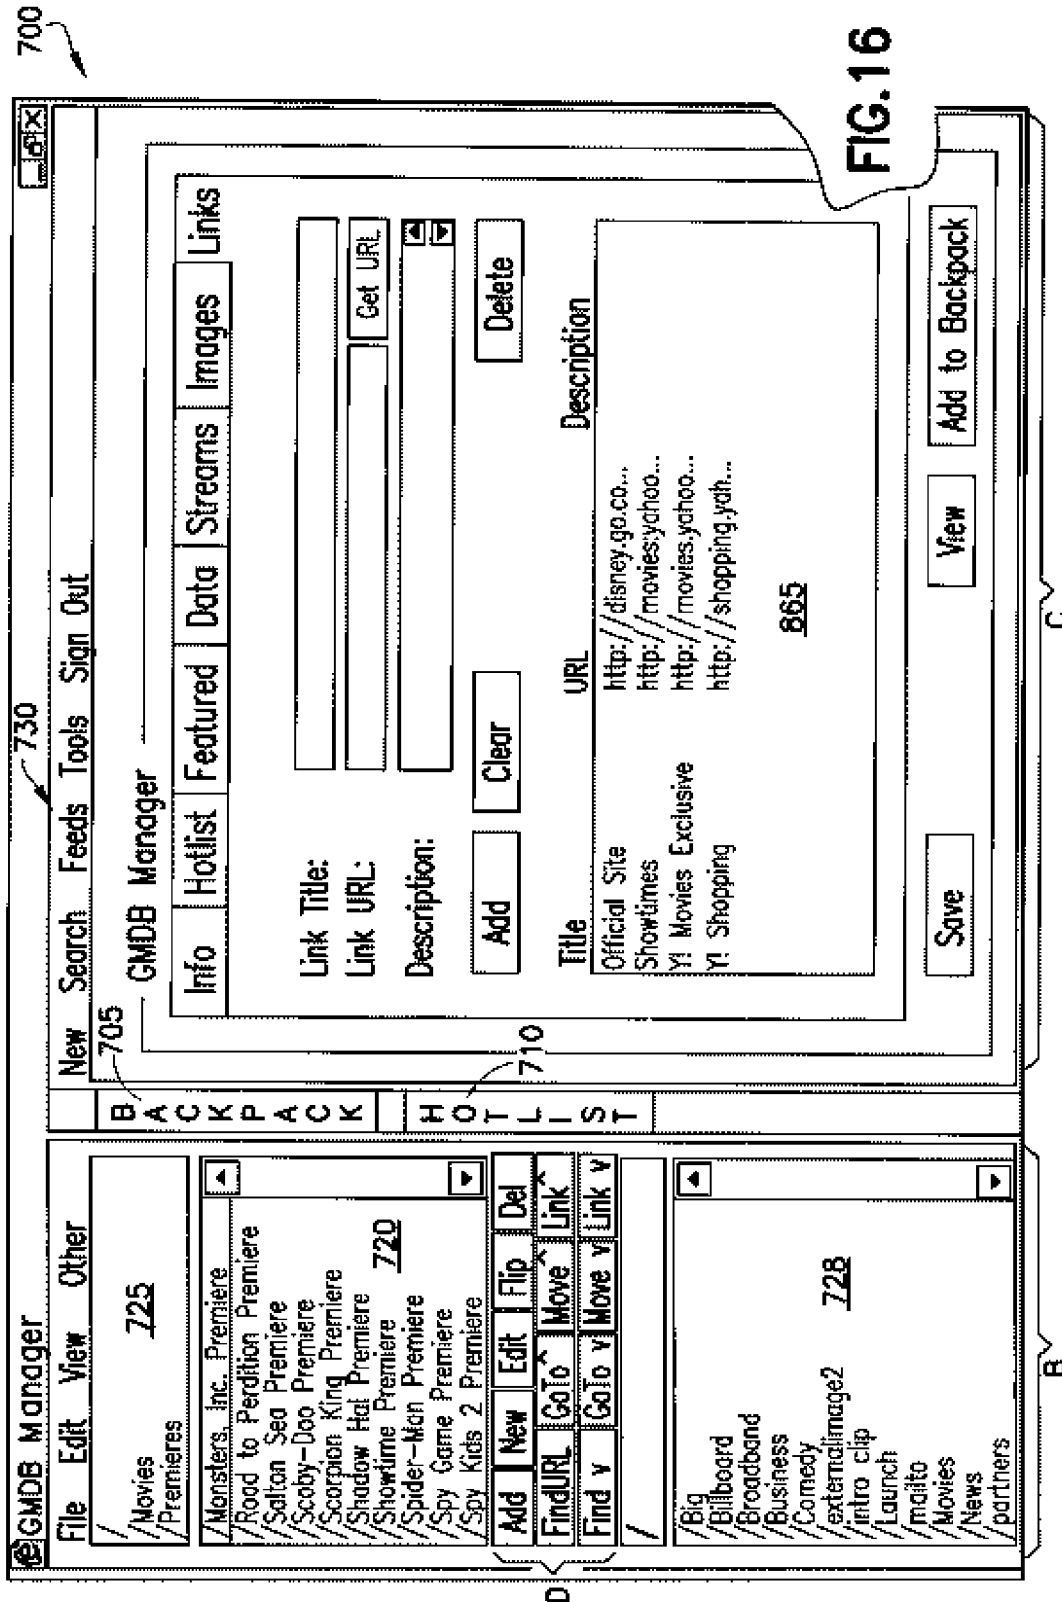 700
730
GMDB Manager
File Edit View Other
New Search Feeds Tools Sign Out
725
/
/Movies
/Premieres
/Monsters, Inc. Premiere
/Road to Perdition Premiere
/Salton Sea Premiere
/Scoby-Doo Premiere
/Scorpion King Premiere
/Shadow Hal Premiere
/Showtime Premiere
/Spider-Man Premiere
/Spy Game Premiere
/Spy Kids 2 Premiere
720
Add New Edit Flip Del
FindURL GoTo ^ Move ^ Link ^
Find v GoTo v Move v Link v
D
/
/Big
/Billboard
/Broadband
/Business
/Comedy
/externalimage2
/intro clip
/Launch
/mailto
/Movies
/News
/partners
728
B
705
BACKPACK
710
HOTLIST
GMDB Manager
Info Hotlist Featured Data Streams Images Links
Link Title:
Link URL: Get URL
Description:
Add Clear Delete
Title URL Description
Official Site http://disney.go.co...
Showtimes http://movies:yahoo...
Y! Movies Exclusive http://movies.yahoo...
Y! Shopping http://shopping.yah...
865
Save View Add to Backpack
C
FIG.16